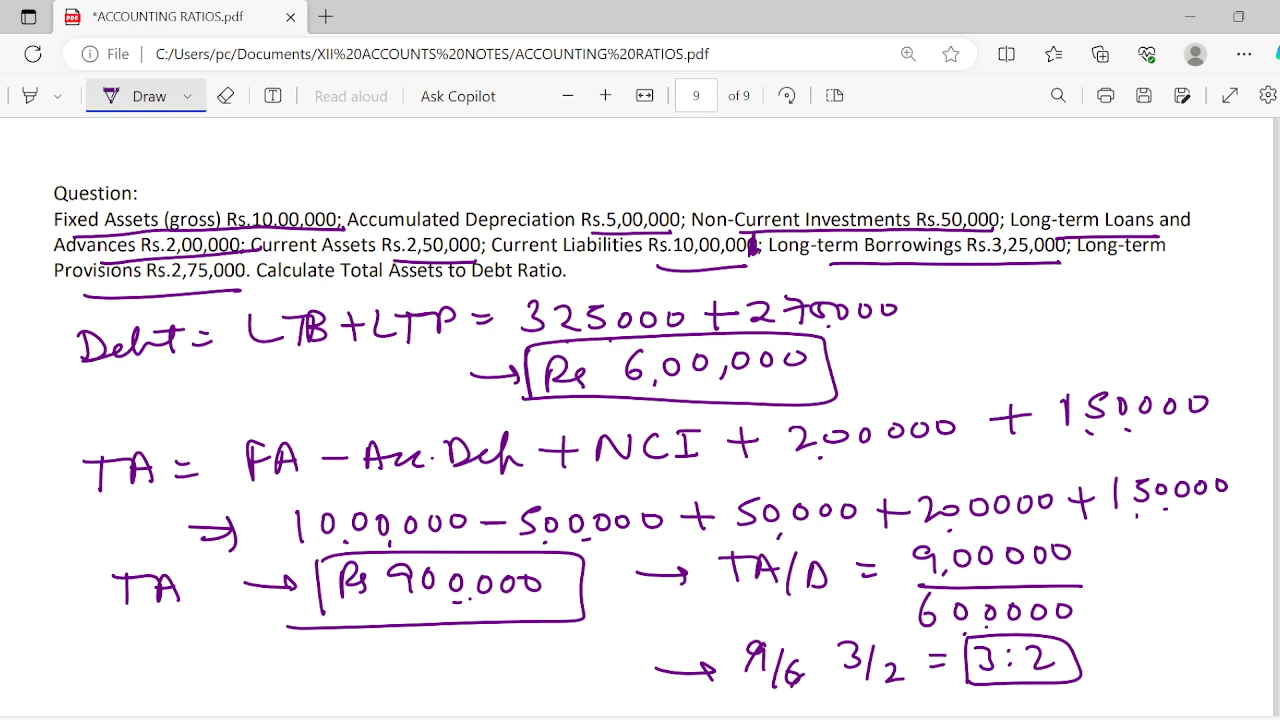 *ACCOUNTING RATIOS.pdf
File C:/Users/pc/Documents/XII%20ACCOUNTS%20NOTES/ACCOUNTING%20RATIOS.pdf
Draw Read aloud Ask Copilot 9 of 9
Question:
Fixed Assets (gross) Rs.10,00,000; Accumulated Depreciation Rs.5,00,000; Non-Current Investments Rs.50,000; Long-term Loans and
Advances Rs.2,00,000; Current Assets Rs.2,50,000; Current Liabilities Rs.10,00,000; Long-term Borrowings Rs.3,25,000; Long-term
Provisions Rs.2,75,000. Calculate Total Assets to Debt Ratio.
Debt = LTB + LTP = 325000 + 275000
→ Rs 6,00,000
TA = FA - Acc. Dep + NCI + 200000 + 150000
⇒ 1000000 - 500000 + 50000 + 200000 + 150000
TA → Rs 900,000
→ TA/D = 9,00000
600000
→ 9/6 3/2 = 3:2